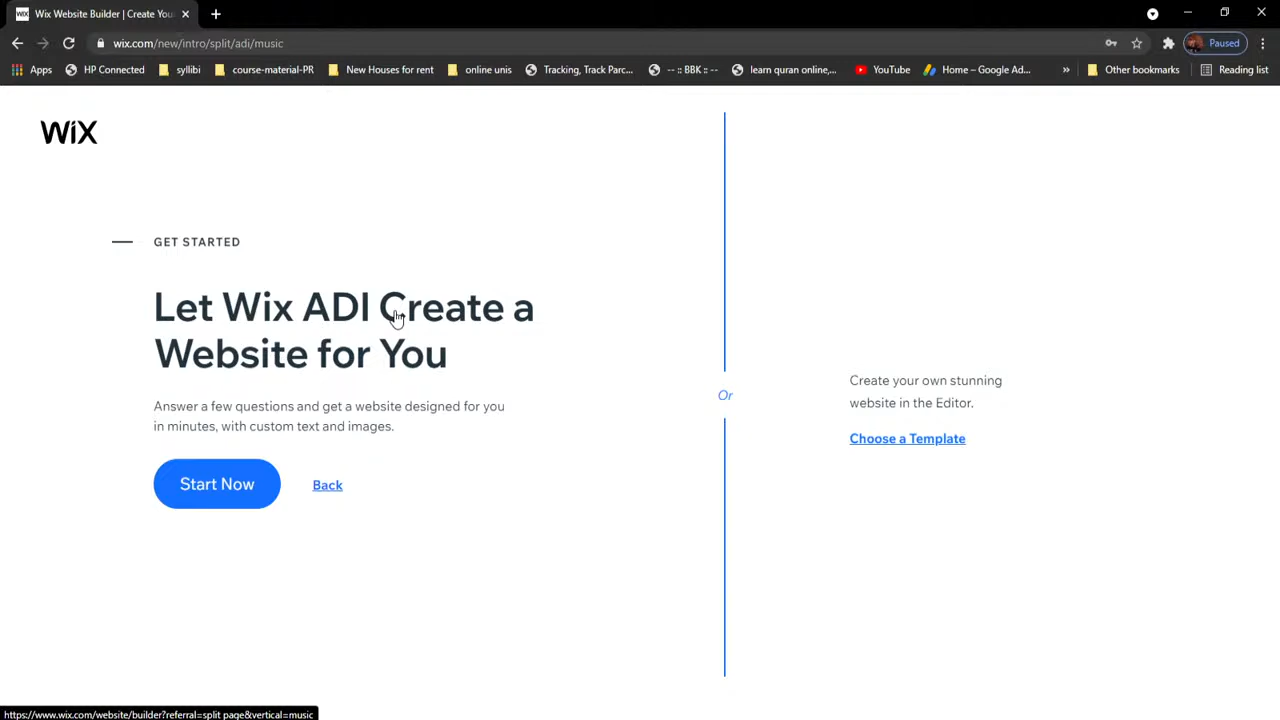 WiX Wix Website Builder | Create You
wix.com/new/intro/split/adi/music
Paused
Apps HP Connected syllibi course-material-PR New Houses for rent online unis Tracking, Track Parc... -- :: BBK :: -- learn quran online,... YouTube Home – Google Ad... » Other bookmarks Reading list
WiX
GET STARTED
Let Wix ADI Create a
Website for You
Answer a few questions and get a website designed for you
in minutes, with custom text and images.
Start Now Back
Or
Create your own stunning
website in the Editor.
Choose a Template
https://www.wix.com/website/builder?referral=split page&vertical=music